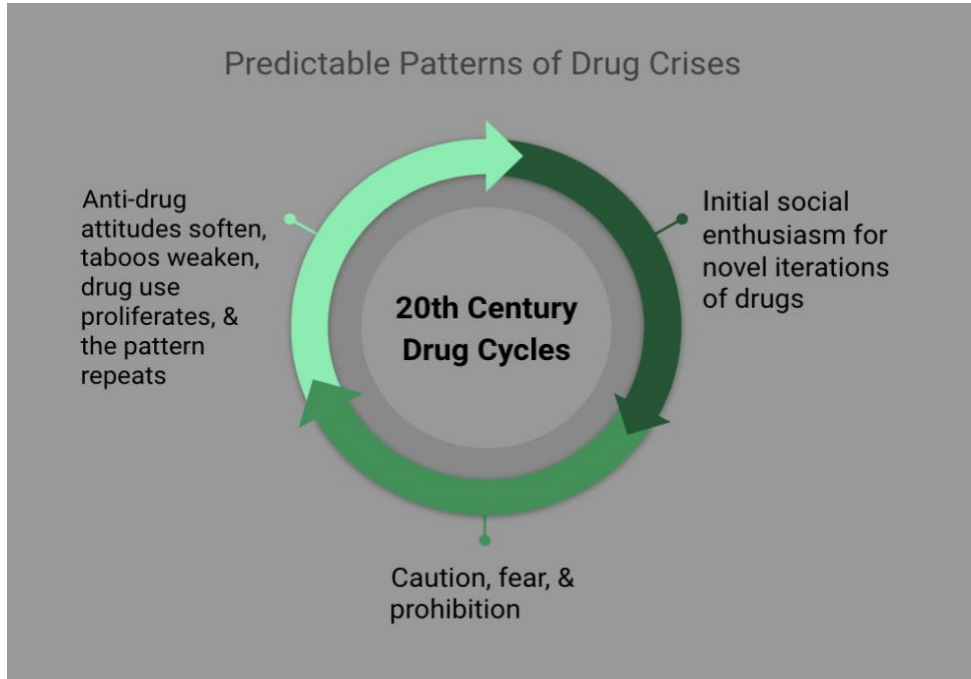 Predictable Patterns of Drug Crises
Anti-drug
attitudes soften,
taboos weaken,
drug use
proliferates, &
the pattern
repeats
20th Century
Drug Cycles
Initial social
enthusiasm for
novel iterations
of drugs
Caution, fear, &
prohibition